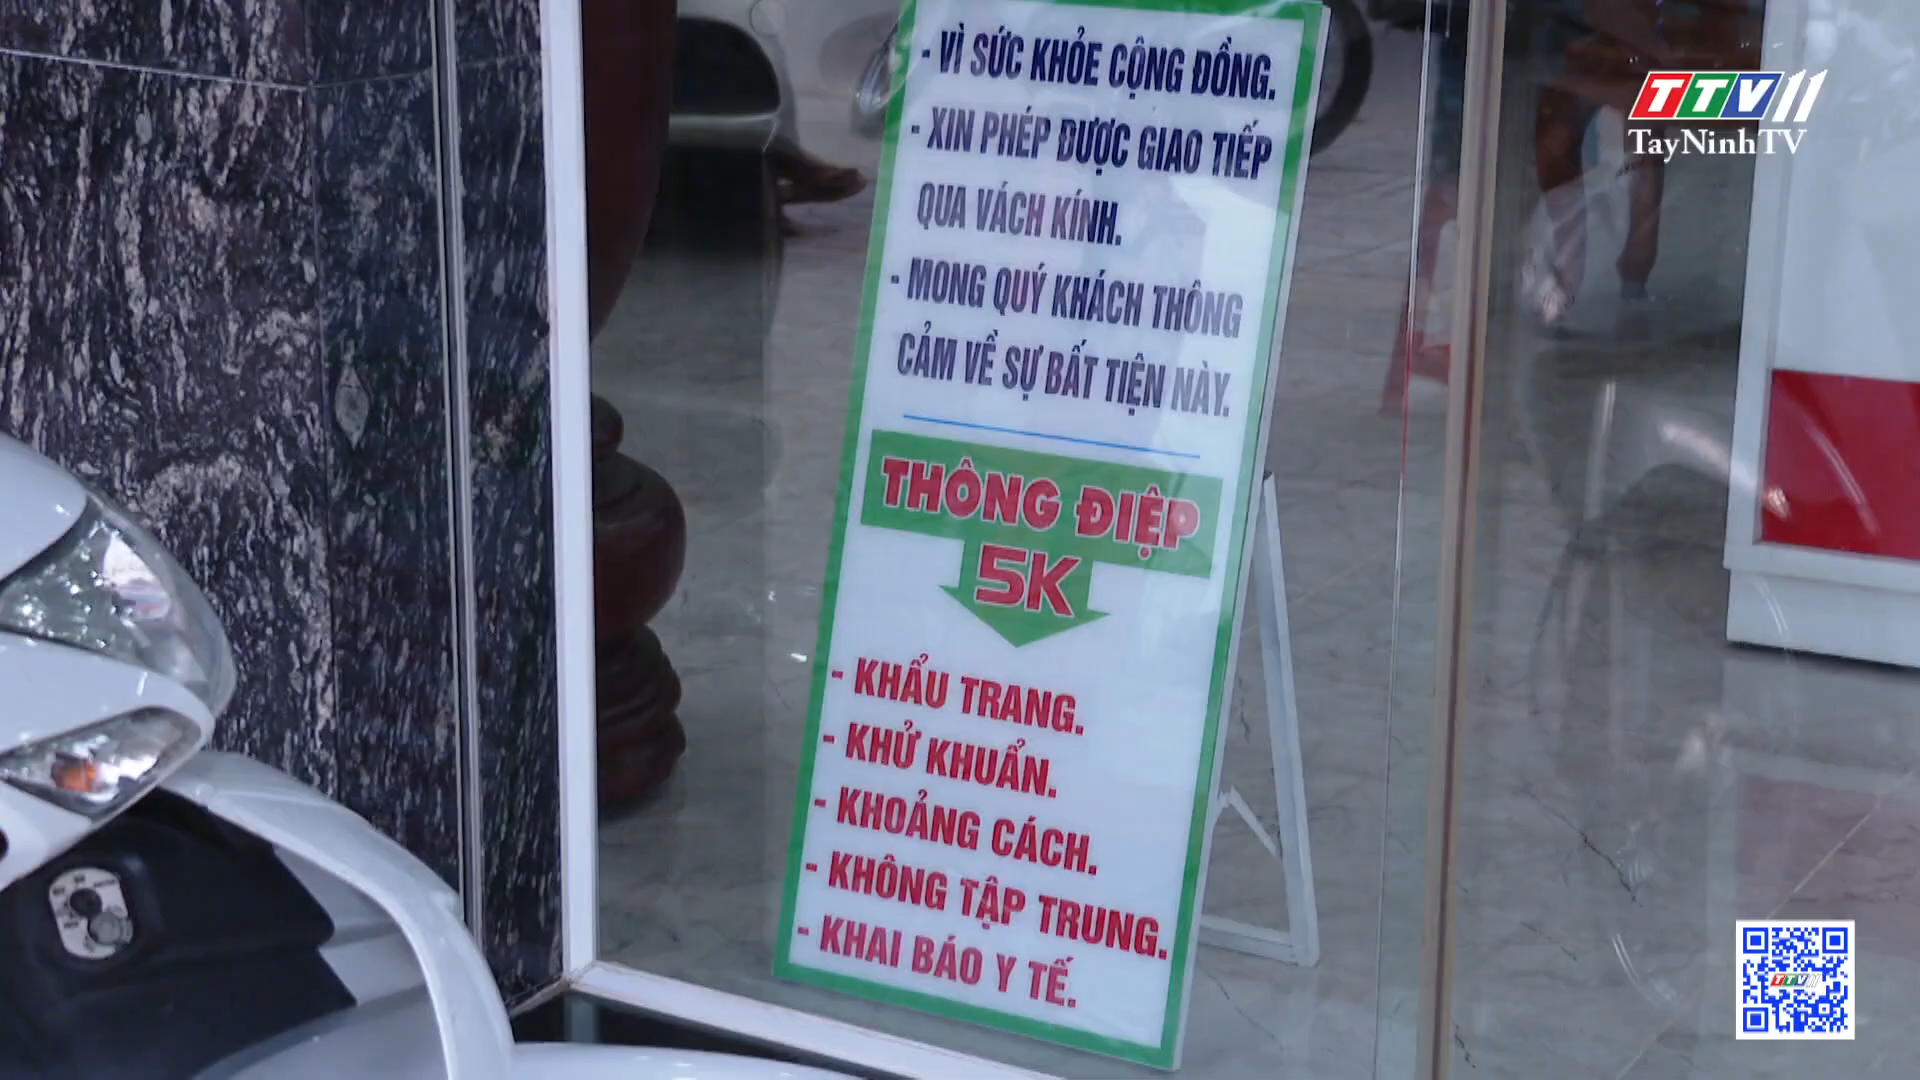 - VÌ SỨC KHỎE CỘNG ĐỒNG.
- XIN PHÉP ĐƯỢC GIAO TIẾP
QUA VÁCH KÍNH.
- MONG QUÝ KHÁCH THÔNG
CẢM VỀ SỰ BẤT TIỆN NÀY.
THÔNG ĐIỆP
5K
- KHẨU TRANG.
- KHỬ KHUẨN.
- KHOẢNG CÁCH.
- KHÔNG TẬP TRUNG.
- KHAI BÁO Y TẾ.
TTV11
TayNinhTV
TTV11